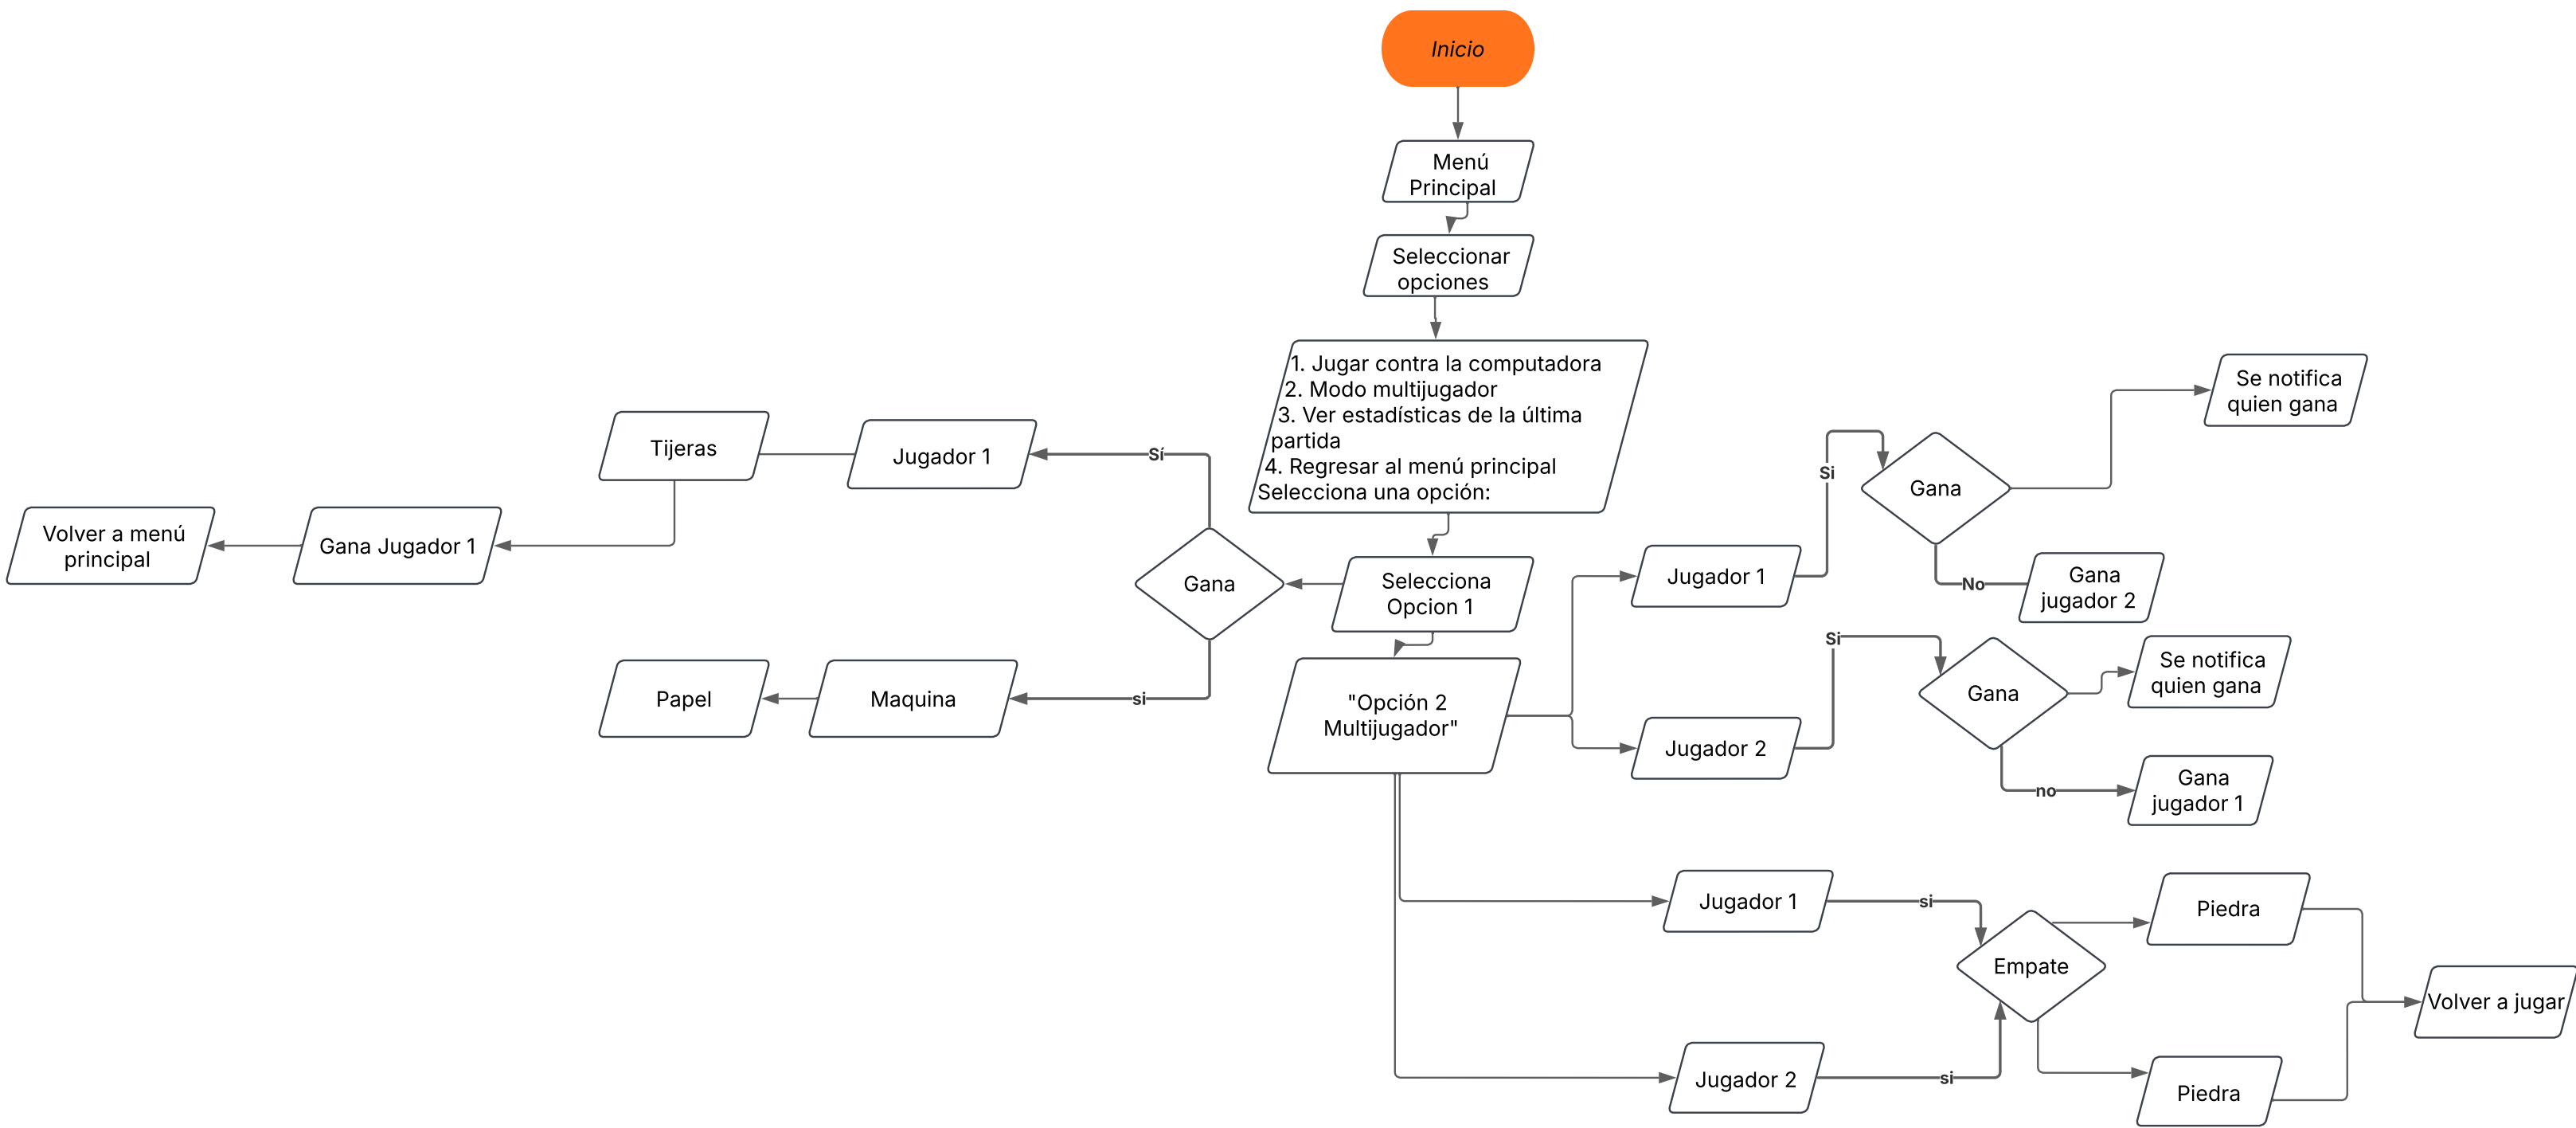 Inicio
Menú
Principal
Seleccionar
opciones
1. Jugar contra la computadora
2. Modo multijugador
3. Ver estadísticas de la última
partida
4. Regresar al menú principal
Selecciona una opción:
Selecciona
Opcion 1
Gana
Sí
Jugador 1
Tijeras
Gana Jugador 1
Volver a menú
principal
si
Maquina
Papel
"Opción 2
Multijugador"
Jugador 1
Si
Gana
Se notifica
quien gana
No
Gana
jugador 2
Jugador 2
Si
Gana
Se notifica
quien gana
no
Gana
jugador 1
Jugador 1
si
Empate
Piedra
Volver a jugar
Jugador 2
si
Piedra